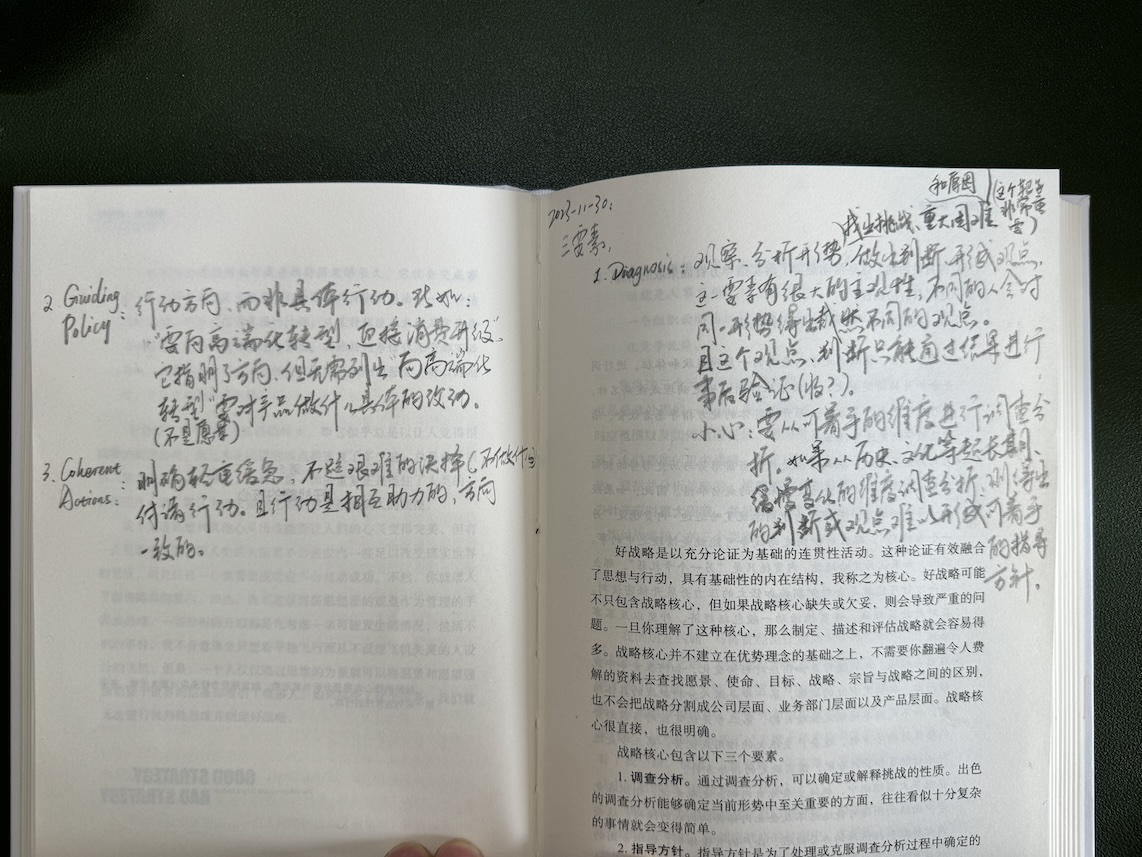 2 Guiding Policy: 行动方向,而非具体行动。比如:
“要向高端化转型,迎接消费升级”
它指明了方向,但无需列出“向高端化
转型”需对产品做什么具体的改动。
(不是愿景)
3. Coherent Actions: 明确轻重缓急,不是艰难的决择(不做什么)
付诸行动。且行动是相互助力的,方向
一致的。
GOOD STRATEGY
BAD STRATEGY
2023-11-30:
三要素:
和原因
(这个起点非常重要)
找出挑战、重大困难
1. Diagnosis: 观察、分析形势,做出判断,形成观点
这一要素有很大的主观性,不同的人会对
同一形势得出截然不同的观点。
且这个观点、判断只能通过结果进行
事后验证(收?)。
小心:要从可着手的维度进行调查分
析。如果从历史、文化等超长期、
缓慢变化的维度调查分析,则得出
的判断或观点难以形成可着手
的指导
方针。
好战略是以充分论证为基础的连贯性活动。这种论证有效融合
了思想与行动,具有基础性的内在结构,我称之为核心。好战略可能
不只包含战略核心,但如果战略核心缺失或欠妥,则会导致严重的问
题。一旦你理解了这种核心,那么制定、描述和评估战略就会容易得
多。战略核心并不建立在优势理念的基础之上,不需要你翻遍令人费
解的资料去查找愿景、使命、目标、战略、宗旨与战略之间的区别,
也不会把战略分割成公司层面、业务部门层面以及产品层面。战略核
心很直接,也很明确。
战略核心包含以下三个要素。
1. 调查分析。通过调查分析,可以确定或解释挑战的性质。出色
的调查分析能够确定当前形势中至关重要的方面,往往看似十分复杂
的事情就会变得简单。
2. 指导方针。指导方针是为了处理或克服调查分析过程中确定的